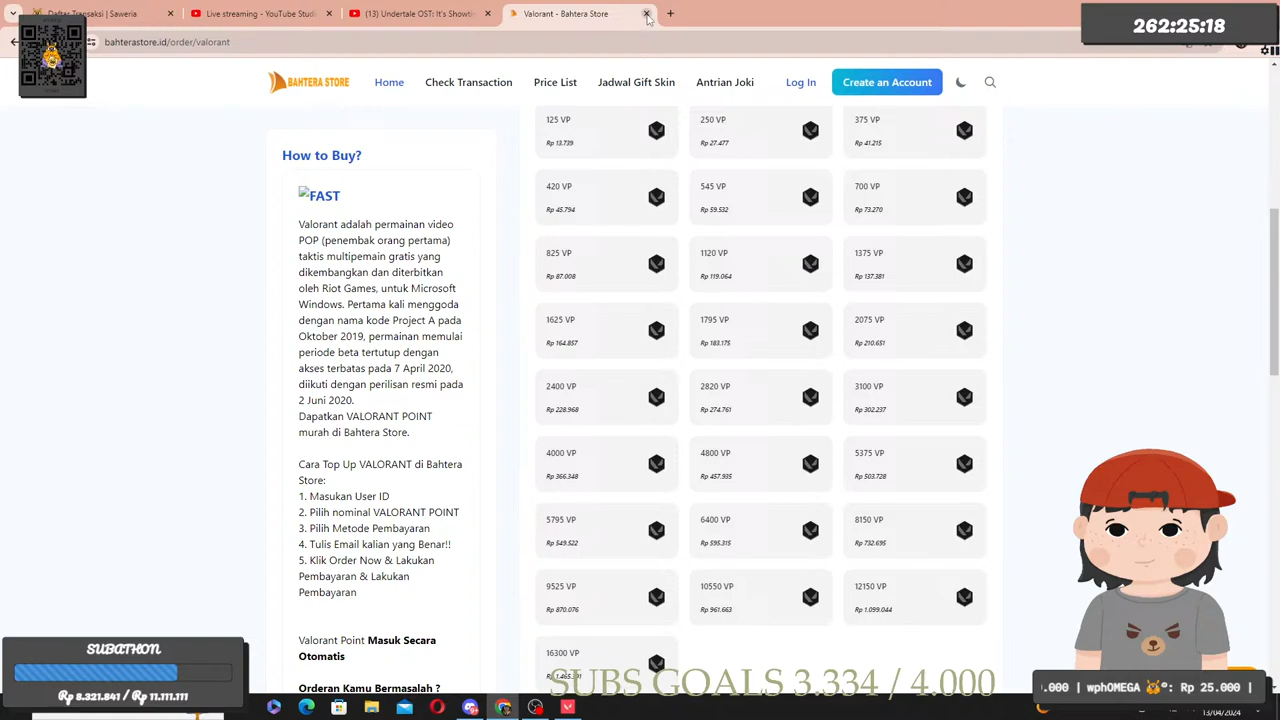 Daftar Transaksi | Saweria
Live streaming - YouTube Studi
(13) Undertale OST: It's Showti
Valorant - Bahtera Store
262:25:18
bahterastore.id/order/valorant
BAHTERA STORE
Home
Check Transaction
Price List
Jadwal Gift Skin
Antrian Joki
Log In
Create an Account
How to Buy?
FAST
Valorant adalah permainan video
POP (penembak orang pertama)
taktis multipemain gratis yang
dikembangkan dan diterbitkan
oleh Riot Games, untuk Microsoft
Windows. Pertama kali menggoda
dengan nama kode Project A pada
Oktober 2019, permainan memulai
periode beta tertutup dengan
akses terbatas pada 7 April 2020,
diikuti dengan perilisan resmi pada
2 Juni 2020.
Dapatkan VALORANT POINT
murah di Bahtera Store.
Cara Top Up VALORANT di Bahtera
Store:
1. Masukan User ID
2. Pilih nominal VALORANT POINT
3. Pilih Metode Pembayaran
4. Tulis Email kalian yang Benar!!
5. Klik Order Now & Lakukan
Pembayaran & Lakukan
Pembayaran
Valorant Point Masuk Secara
Otomatis
Orderan Kamu Bermasalah ?
125 VP
Rp 13.739
250 VP
Rp 27.477
375 VP
Rp 41.215
420 VP
Rp 45.794
545 VP
Rp 59.532
700 VP
Rp 73.270
825 VP
Rp 87.008
1120 VP
Rp 119.064
1375 VP
Rp 137.381
1625 VP
Rp 164.857
1795 VP
Rp 183.175
2075 VP
Rp 210.651
2400 VP
Rp 228.968
2820 VP
Rp 274.761
3100 VP
Rp 302.237
4000 VP
Rp 366.348
4800 VP
Rp 457.935
5375 VP
Rp 503.728
5795 VP
Rp 549.522
6400 VP
Rp 595.315
8150 VP
Rp 732.695
9525 VP
Rp 870.076
10550 VP
Rp 961.663
12150 VP
Rp 1.099.044
16300 VP
SUBATHON
Rp 8.321.841 / Rp 11.111.111
SUBS GOALS 3.334 / 4.000
.000 | wphOMEGA : Rp 25.000 |
13/04/2024